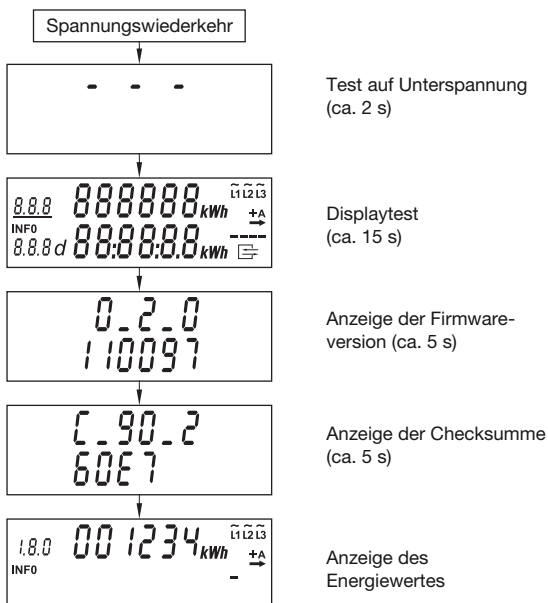 Spannungswiederkehr
- - -
Test auf Unterspannung
(ca. 2 s)
8.8.8 888888 kWh L1 L2 L3
+A
INFO
8.8.8 d 88:88:8.8 kWh
Displaytest
(ca. 15 s)
0_2_0
110097
Anzeige der Firmware-
version (ca. 5 s)
C_90_2
60E7
Anzeige der Checksumme
(ca. 5 s)
1.8.0 001234 kWh L1 L2 L3
+A
INFO
-
Anzeige des
Energiewertes